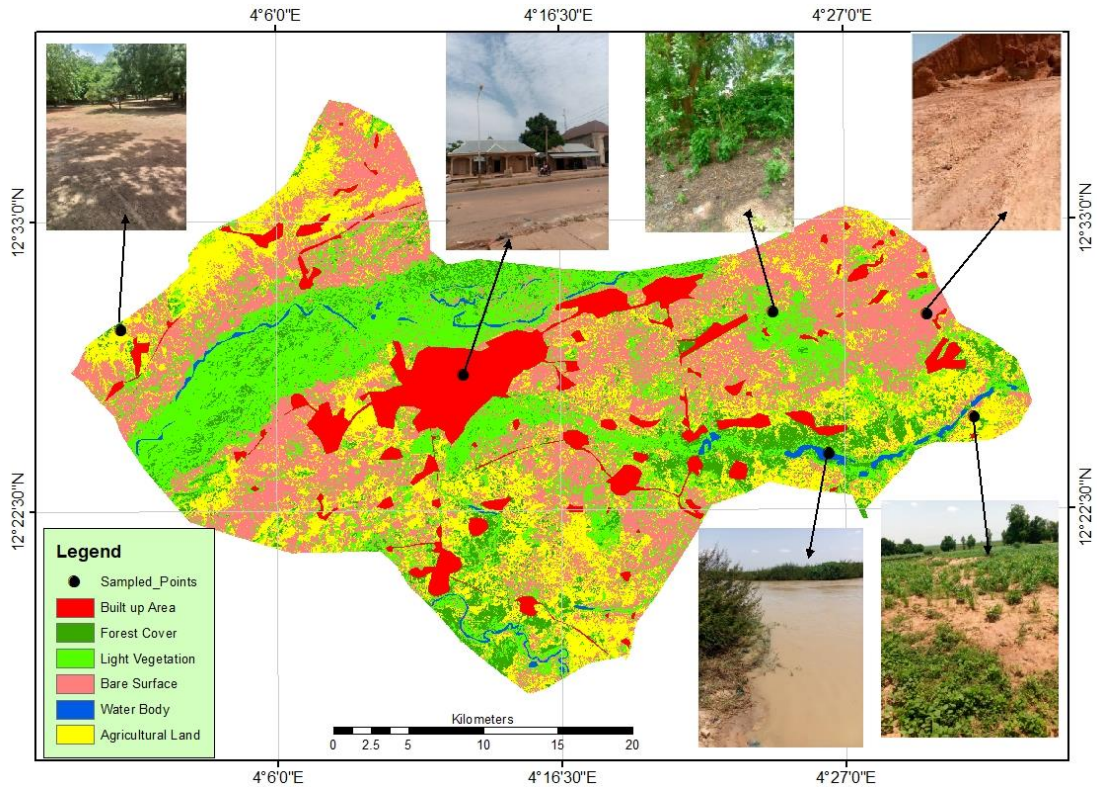 4°6'0"E 4°16'30"E 4°27'0"E
12°33'0"N
12°33'0"N
12°22'30"N
12°22'30"N
Legend
Sampled_Points
Built up Area
Forest Cover
Light Vegetation
Bare Surface
Water Body
Agricultural Land
Kilometers
0 2.5 5 10 15 20
4°6'0"E 4°16'30"E 4°27'0"E